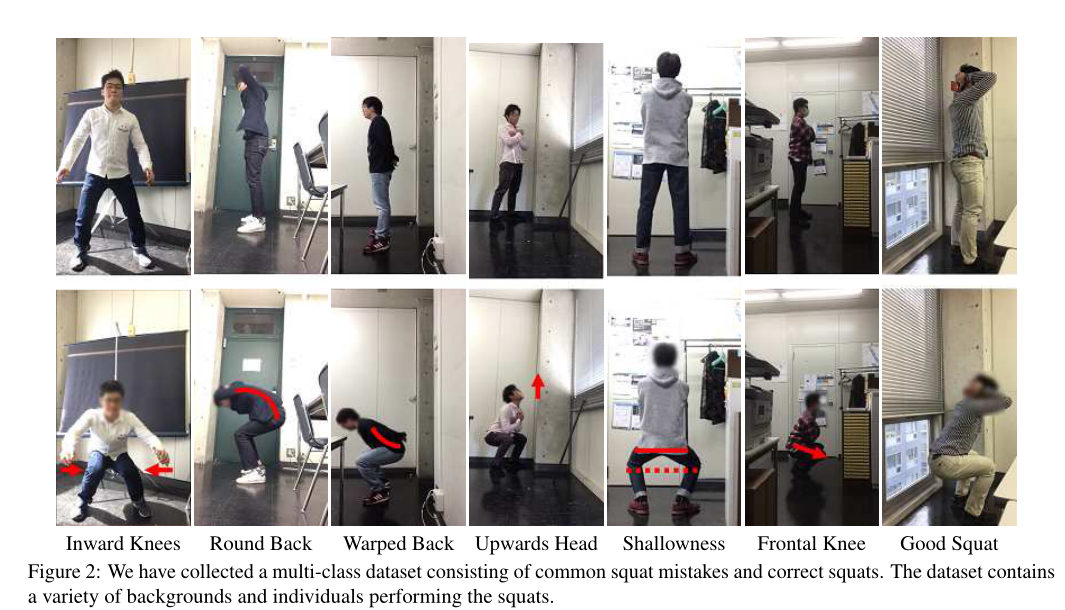 Inward Knees Round Back Warped Back Upwards Head Shallowness Frontal Knee Good Squat
Figure 2: We have collected a multi-class dataset consisting of common squat mistakes and correct squats. The dataset contains
a variety of backgrounds and individuals performing the squats.